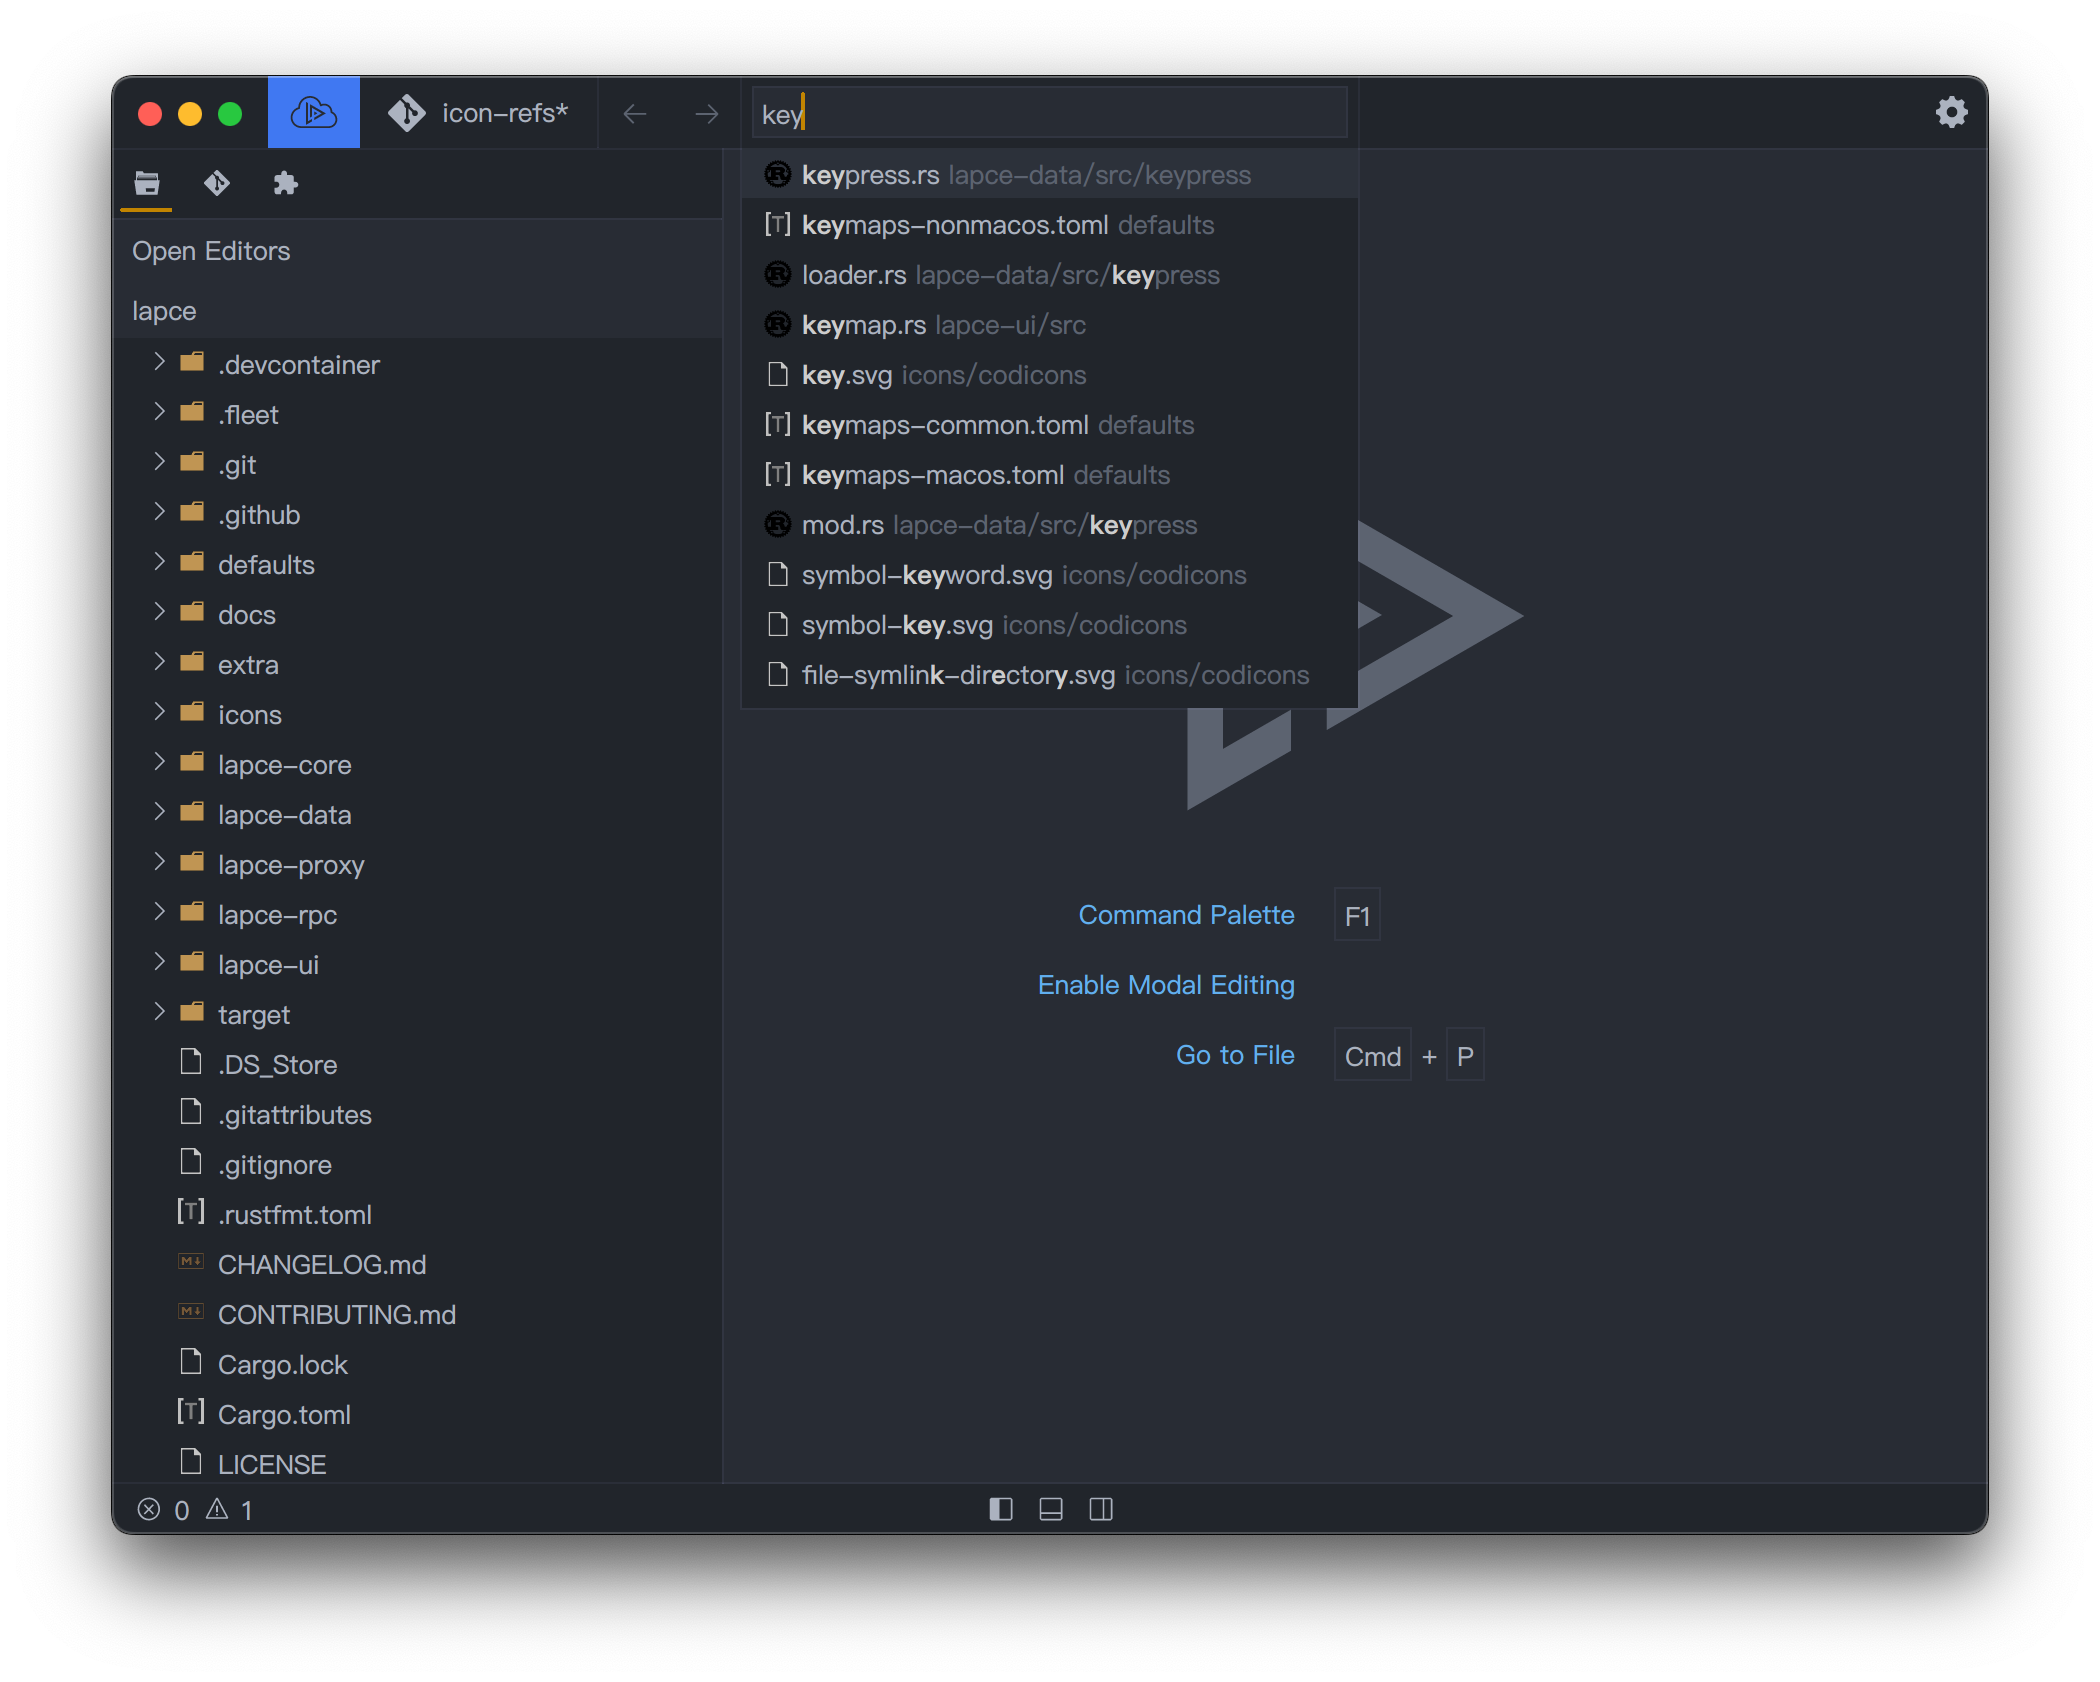 icon-refs*
key
Open Editors
lapce
.devcontainer
.fleet
.git
.github
defaults
docs
extra
icons
lapce-core
lapce-data
lapce-proxy
lapce-rpc
lapce-ui
target
.DS_Store
.gitattributes
.gitignore
[T] .rustfmt.toml
M CHANGELOG.md
M CONTRIBUTING.md
Cargo.lock
[T] Cargo.toml
LICENSE
R keypress.rs lapce-data/src/keypress
[T] keymaps-nonmacos.toml defaults
R loader.rs lapce-data/src/keypress
R keymap.rs lapce-ui/src
key.svg icons/codicons
[T] keymaps-common.toml defaults
[T] keymaps-macos.toml defaults
R mod.rs lapce-data/src/keypress
symbol-keyword.svg icons/codicons
symbol-key.svg icons/codicons
file-symlink-directory.svg icons/codicons
Command Palette F1
Enable Modal Editing
Go to File Cmd + P
0 1